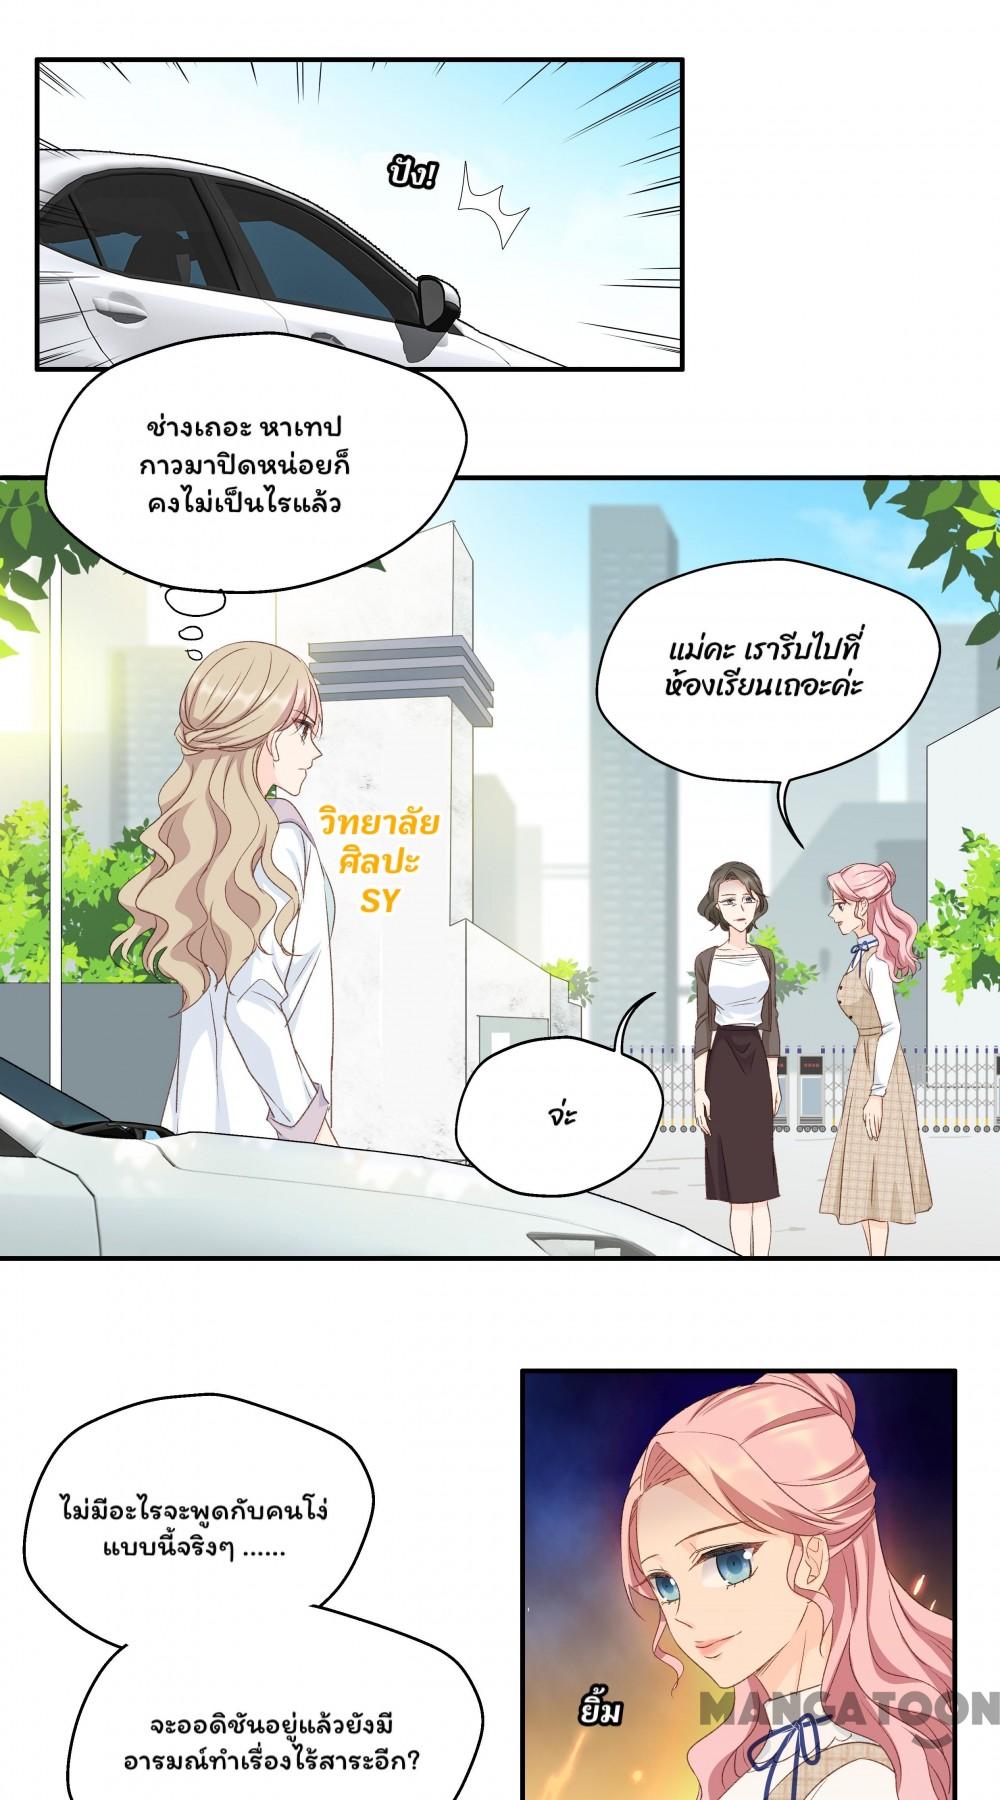 ปัง!
ช่างเถอะ หาเทป
กาวมาปิดหน่อยก็
คงไม่เป็นไรแล้ว
แม่คะ เรารีบไปที่
ห้องเรียนเถอะค่ะ
วิทยาลัย
ศิลปะ
SY
จ่ะ
ไม่มีอะไรจะพูดกับคนโง่
แบบนี้จริงๆ ......
ยิ้ม
MANGATOON
จะออดิชันอยู่แล้วยังมี
อารมณ์ทำเรื่องไร้สาระอีก?